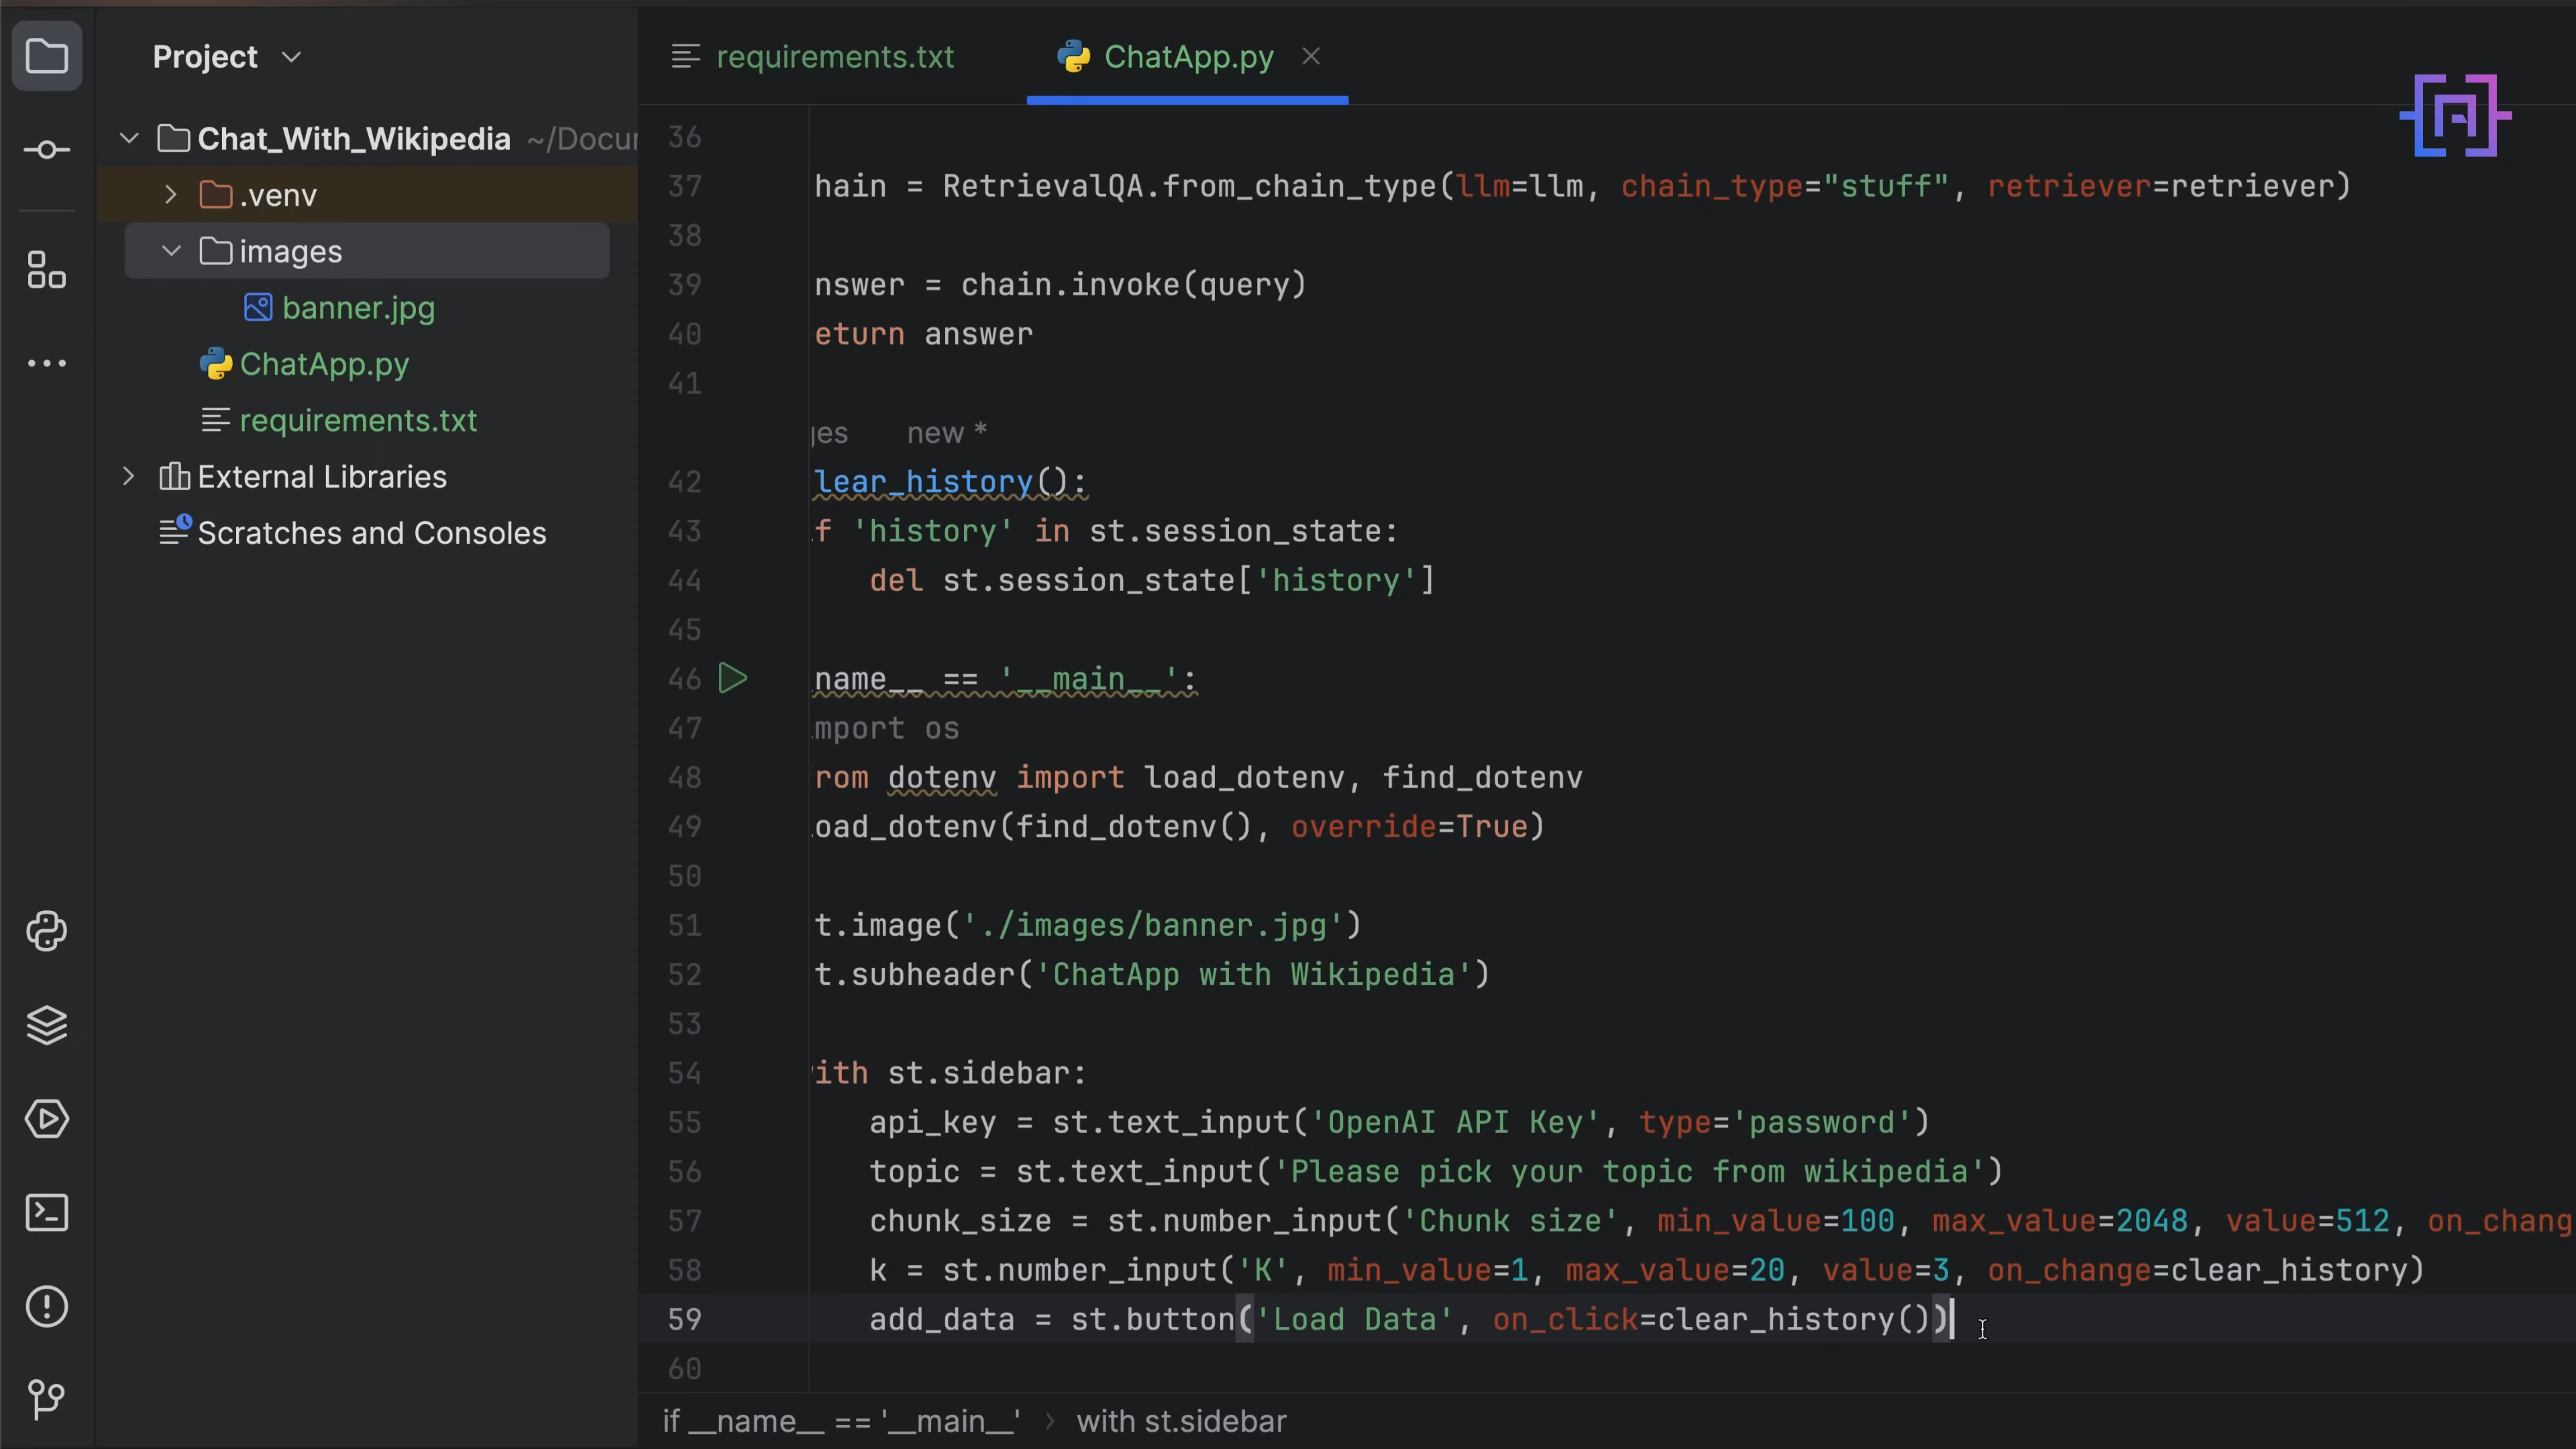 Project
requirements.txt
ChatApp.py
Chat_With_Wikipedia ~/Docu
.venv
images
banner.jpg
ChatApp.py
requirements.txt
External Libraries
Scratches and Consoles
36
37 hain = RetrievalQA.from_chain_type(llm=llm, chain_type="stuff", retriever=retriever)
38
39 nswer = chain.invoke(query)
40 eturn answer
41
ges new *
42 lear_history():
43 f 'history' in st.session_state:
44 del st.session_state['history']
45
46 _name__ == '__main__':
47 mport os
48 rom dotenv import load_dotenv, find_dotenv
49 oad_dotenv(find_dotenv(), override=True)
50
51 t.image('./images/banner.jpg')
52 t.subheader('ChatApp with Wikipedia')
53
54 ith st.sidebar:
55 api_key = st.text_input('OpenAI API Key', type='password')
56 topic = st.text_input('Please pick your topic from wikipedia')
57 chunk_size = st.number_input('Chunk size', min_value=100, max_value=2048, value=512, on_chang
58 k = st.number_input('K', min_value=1, max_value=20, value=3, on_change=clear_history)
59 add_data = st.button('Load Data', on_click=clear_history())
60
if __name__ == '__main__' › with st.sidebar